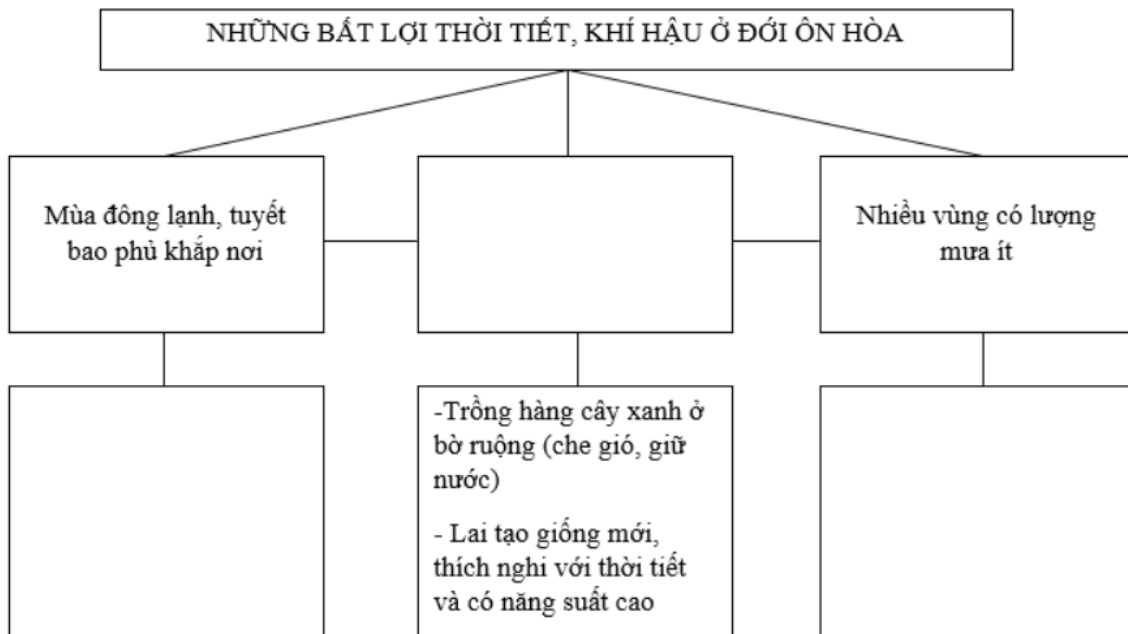 NHỮNG BẤT LỢI THỜI TIẾT, KHÍ HẬU Ở ĐỚI ÔN HÒA
Mùa đông lạnh, tuyết
bao phủ khắp nơi
Nhiều vùng có lượng
mưa ít
-Trồng hàng cây xanh ở
bờ ruộng (che gió, giữ
nước)
- Lai tạo giống mới,
thích nghi với thời tiết
và có năng suất cao